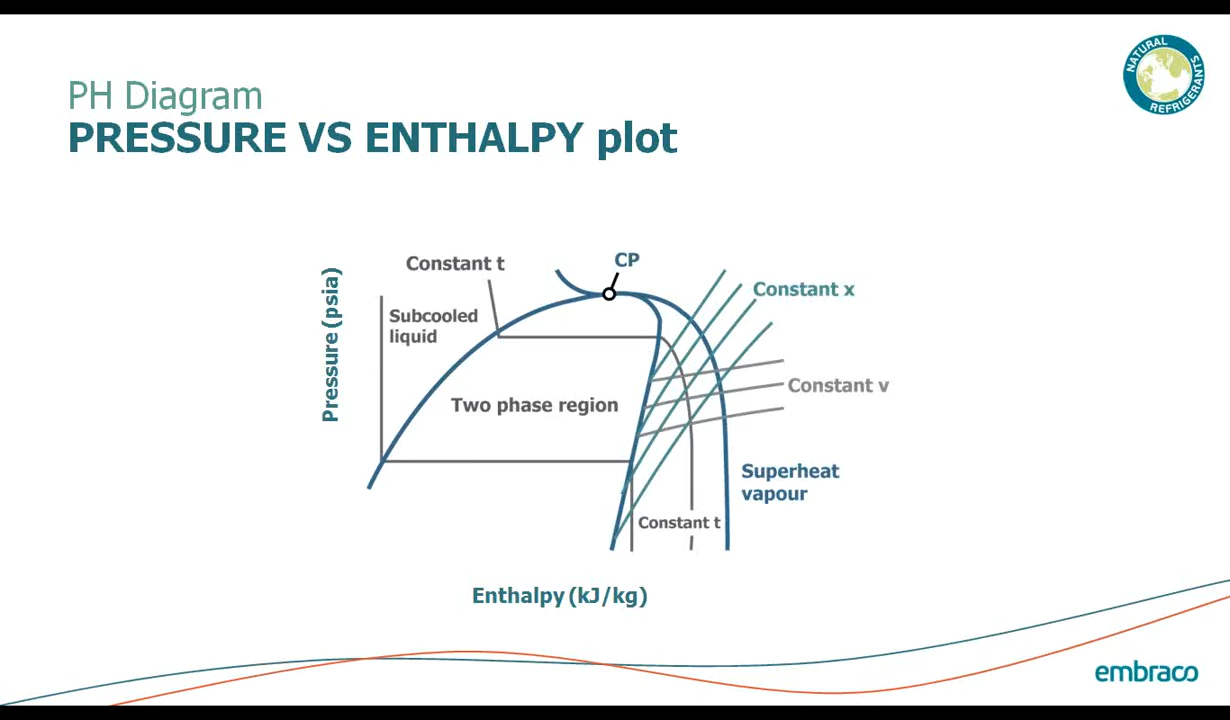 NATURAL
REFRIGERANTS
PH Diagram
PRESSURE VS ENTHALPY plot
CP
Constant t
Constant x
Pressure (psia)
Subcooled
liquid
Constant v
Two phase region
Superheat
vapour
Constant t
Enthalpy (kJ/kg)
embraco